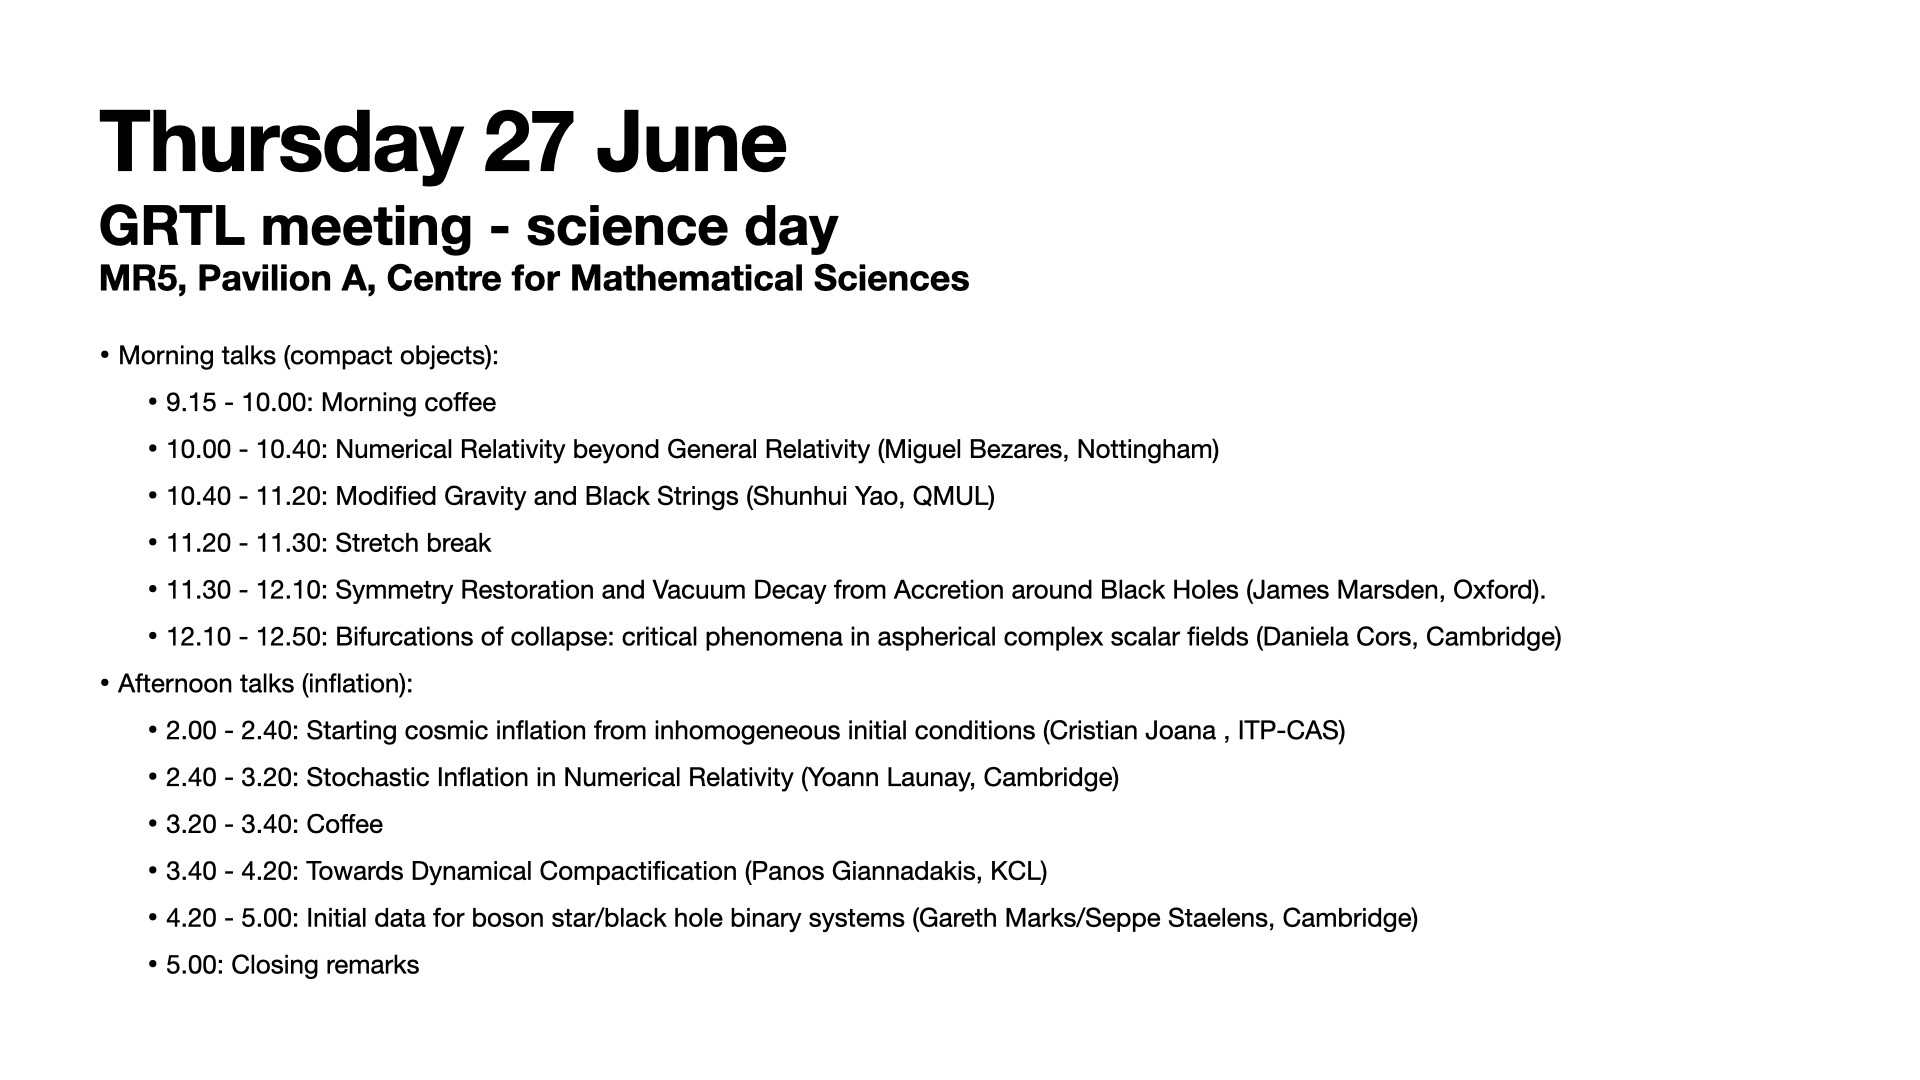 Thursday 27 June
GRTL meeting - science day
MR5, Pavilion A, Centre for Mathematical Sciences
• Morning talks (compact objects):
• 9.15 - 10.00: Morning coffee
• 10.00 - 10.40: Numerical Relativity beyond General Relativity (Miguel Bezares, Nottingham)
• 10.40 - 11.20: Modified Gravity and Black Strings (Shunhui Yao, QMUL)
• 11.20 - 11.30: Stretch break
• 11.30 - 12.10: Symmetry Restoration and Vacuum Decay from Accretion around Black Holes (James Marsden, Oxford).
• 12.10 - 12.50: Bifurcations of collapse: critical phenomena in aspherical complex scalar fields (Daniela Cors, Cambridge)
• Afternoon talks (inflation):
• 2.00 - 2.40: Starting cosmic inflation from inhomogeneous initial conditions (Cristian Joana , ITP-CAS)
• 2.40 - 3.20: Stochastic Inflation in Numerical Relativity (Yoann Launay, Cambridge)
• 3.20 - 3.40: Coffee
• 3.40 - 4.20: Towards Dynamical Compactification (Panos Giannadakis, KCL)
• 4.20 - 5.00: Initial data for boson star/black hole binary systems (Gareth Marks/Seppe Staelens, Cambridge)
• 5.00: Closing remarks